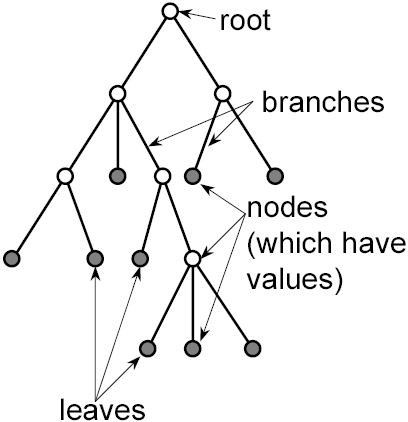 root
branches
nodes
(which have
values)
leaves